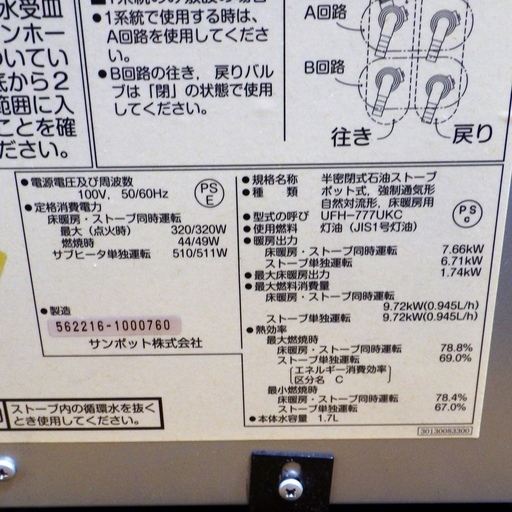 水受皿
ンホー
ついてい
底から2
範囲に入
ことを確
ださい。
●1系統で使用する時は、
A回路を使用してくださ
い。
●B回路の往き，戻りバル
ブは「閉」の状態で使用
してください。
A回路
B回路
往き
戻り
●電源電圧及び周波数
100V，50/60Hz
PS
E
●定格消費電力
床暖房・ストーブ同時運転
最大（点火時） 320/320W
燃焼時 44/49W
サブヒータ単独運転 510/511W
●製造
562216-1000760
サンポット株式会社
●規格名称 半密閉式石油ストーブ
●種類 ポット式，強制通気形
自然対流形，床暖房用
●型式の呼び UFH-777UKC
●使用燃料 灯油（JIS1号灯油）
PS
C
●暖房出力
床暖房・ストーブ同時運転 7.66kW
ストーブ単独運転 6.71kW
●最大床暖房出力 1.74kW
●最大燃料消費量
床暖房・ストーブ同時運転
9.72kW(0.945L/h)
ストーブ単独運転 9.72kW(0.945L/h)
●熱効率
最大燃焼時
床暖房・ストーブ同時運転 78.8%
ストーブ単独運転 69.0%
［エネルギー消費効率］
区分名 C
最小燃焼時
床暖房・ストーブ同時運転 78.4%
ストーブ単独運転 67.0%
●本体水容量 1.7L
ストーブ内の循環水を抜く
とき使用してください。
30130083300